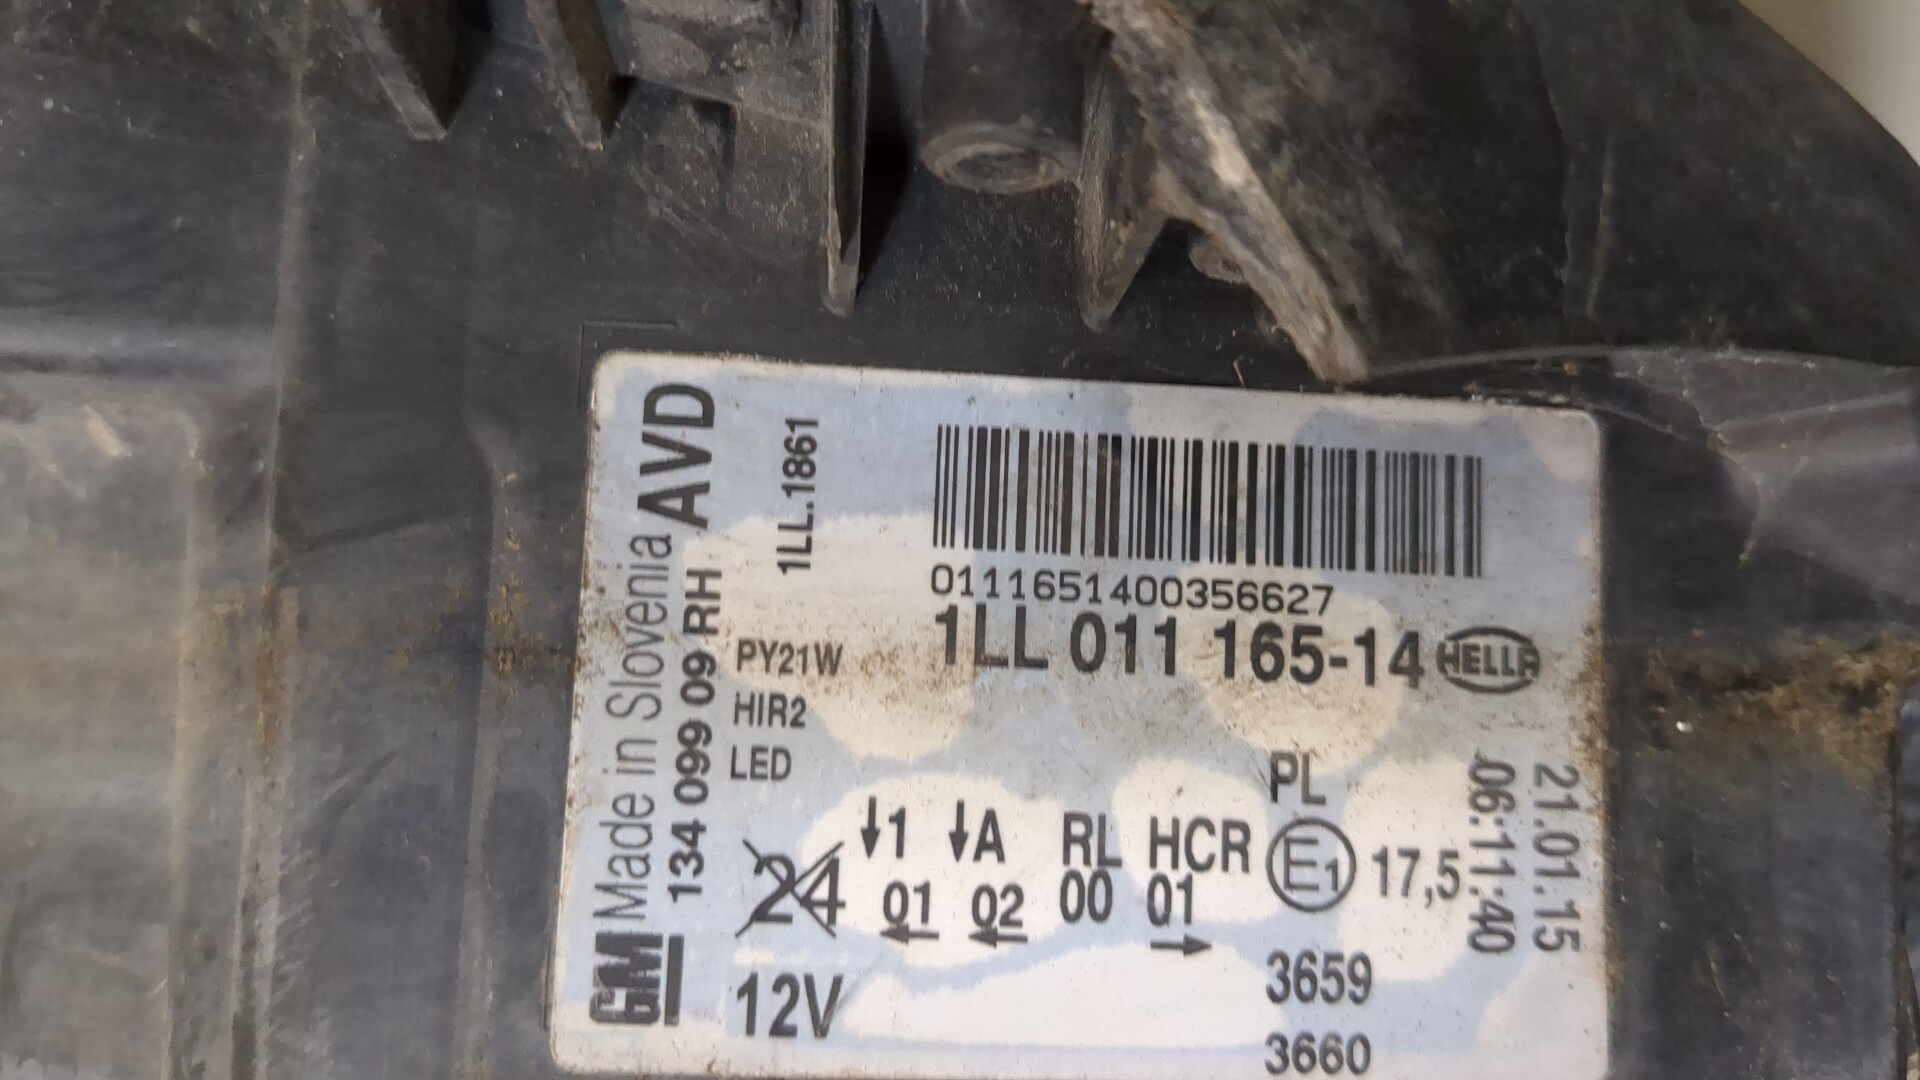 GM Made in Slovenia AVD
134 099 09 RH
1LL.1861
0111651400356627
1LL 011 165-14 HELLA
PY21W
HIR2
LED
24
12V
↓1 ↓A RL HCR PL
01 02 00 01 E1 17,5
← ← →
3659
3660
21.01.15
06:11:40